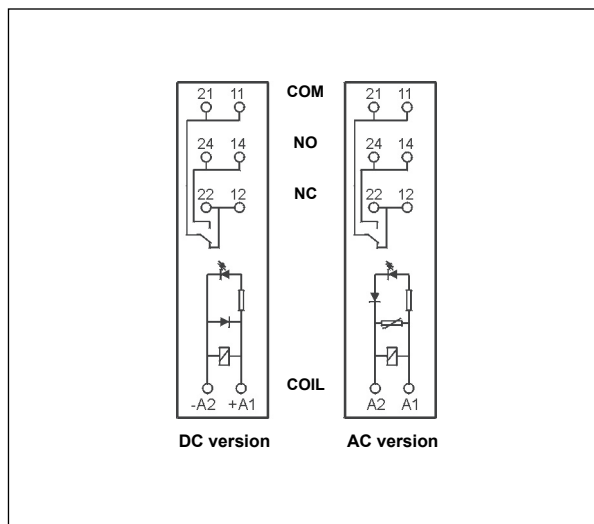 21 11 COM 21 11
24 14 NO 24 14
22 12 NC 22 12
COIL
-A2 +A1 A2 A1
DC version AC version